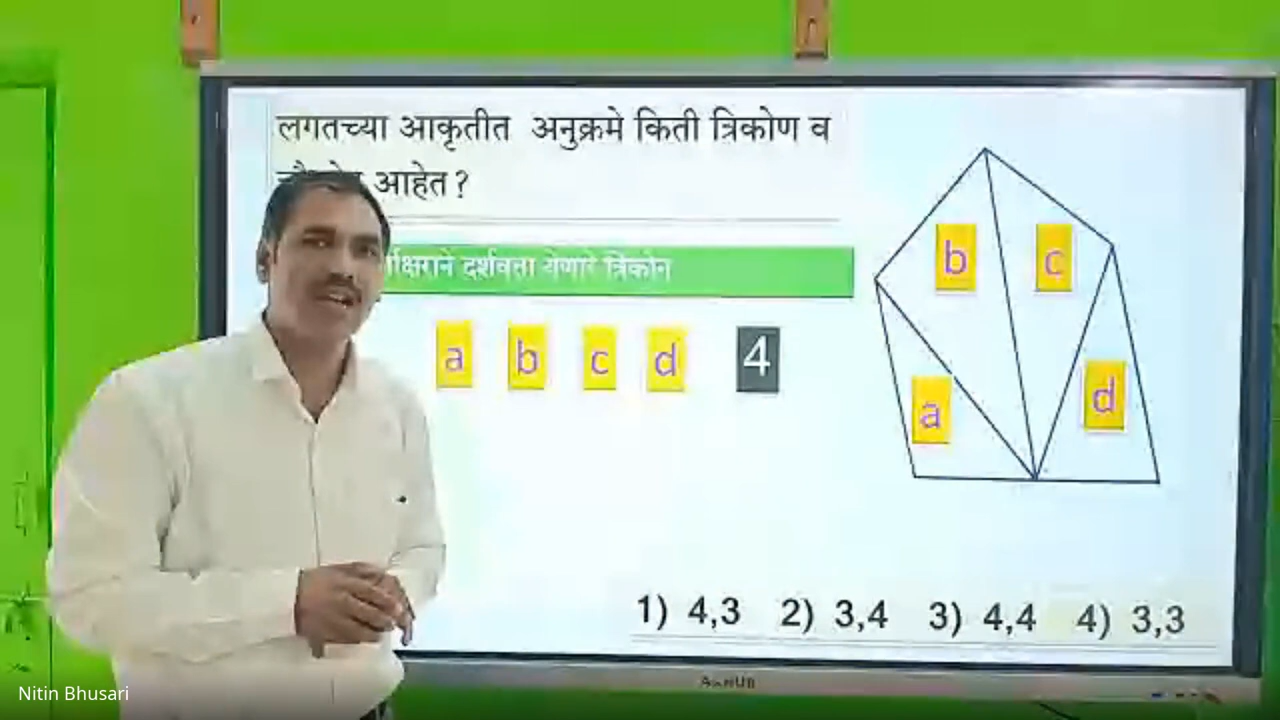 लगतच्या आकृतीत अनुक्रमे किती त्रिकोण व
आहेत ?
दर्शवता येणारे त्रिकोन
a b c d 4
b c
a d
1) 4,3 2) 3,4 3) 4,4 4) 3,3
Nitin Bhusari